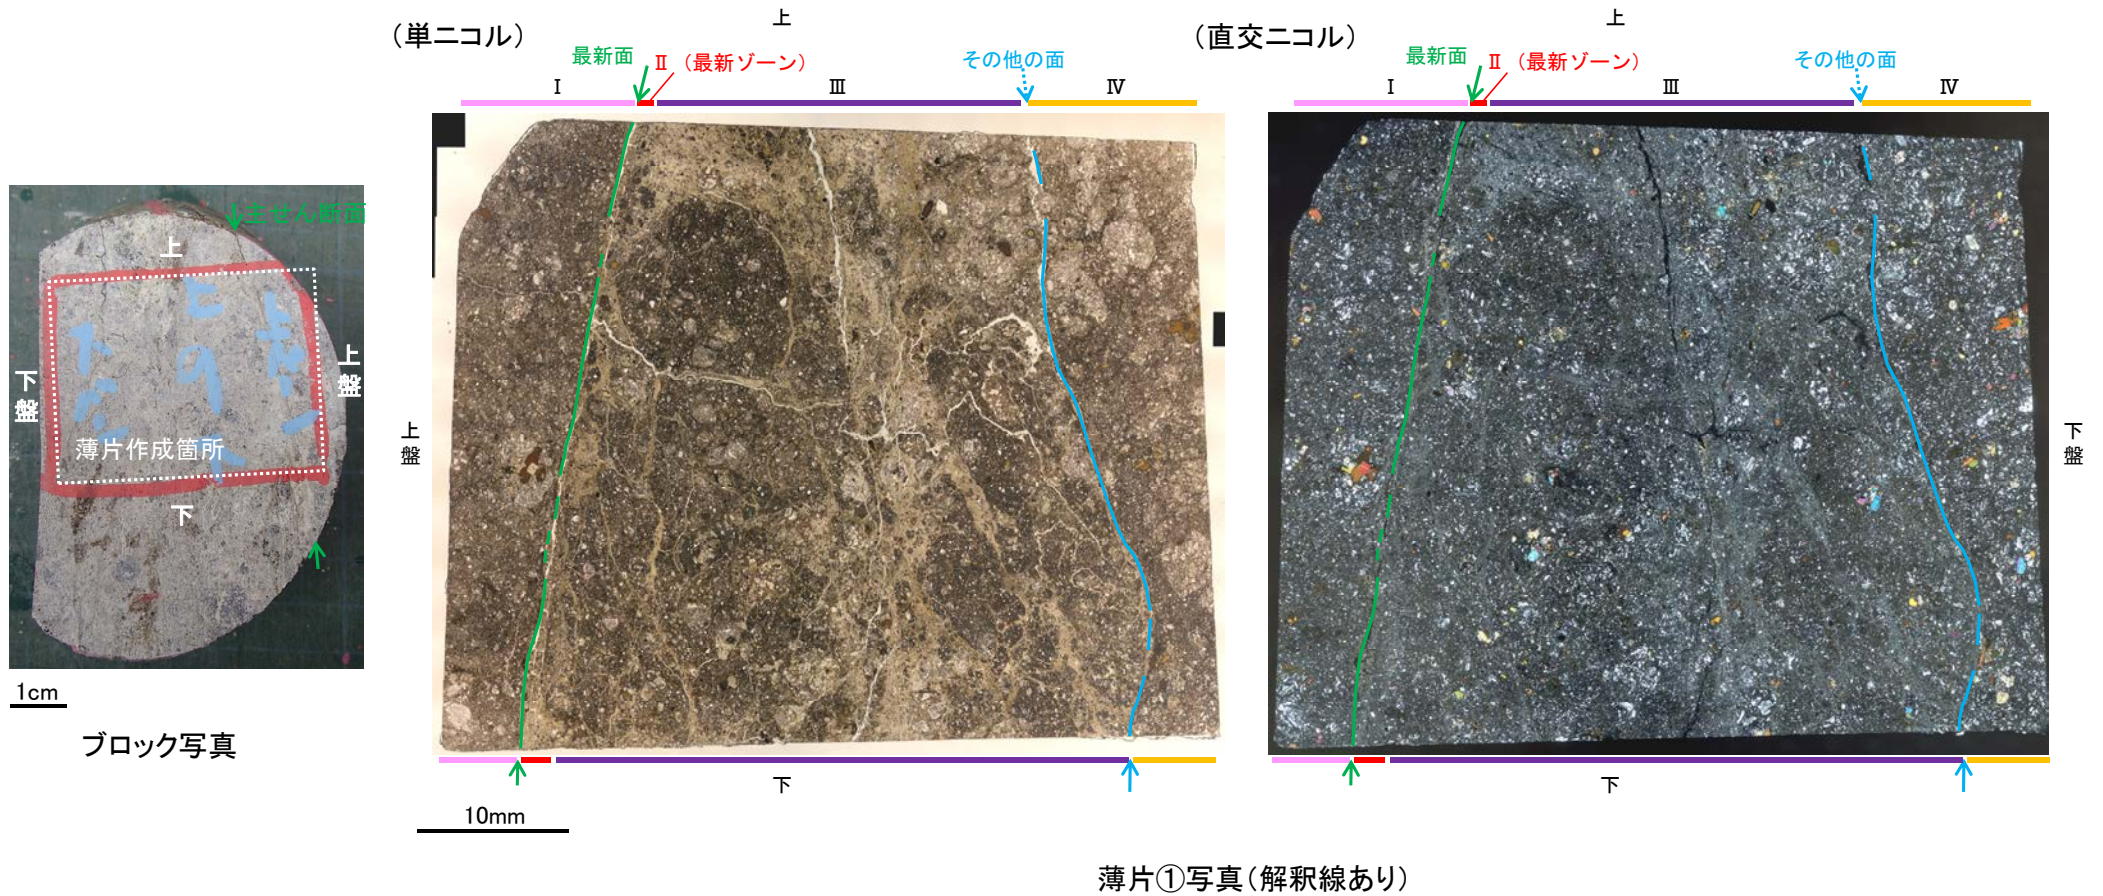 主せん断面
上
下盤
上盤
薄片作成箇所
下
1cm
ブロック写真
(単ニコル)
上
最新面
Ⅱ (最新ゾーン)
その他の面
Ⅰ
Ⅲ
Ⅳ
上盤
下
10mm
(直交ニコル)
上
最新面
Ⅱ (最新ゾーン)
その他の面
Ⅰ
Ⅲ
Ⅳ
下盤
下
薄片①写真(解釈線あり)